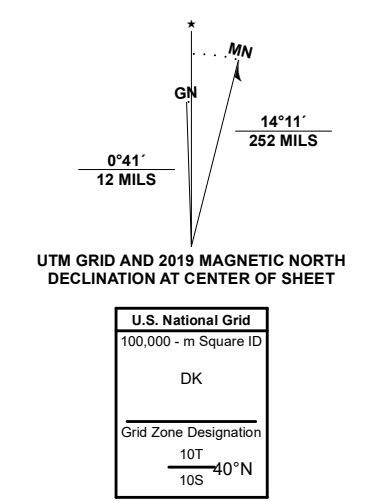 ★
MN
GN
14°11´
252 MILS
0°41´
12 MILS
UTM GRID AND 2019 MAGNETIC NORTH
DECLINATION AT CENTER OF SHEET
U.S. National Grid
100,000 - m Square ID
DK
Grid Zone Designation
10T
40°N
10S